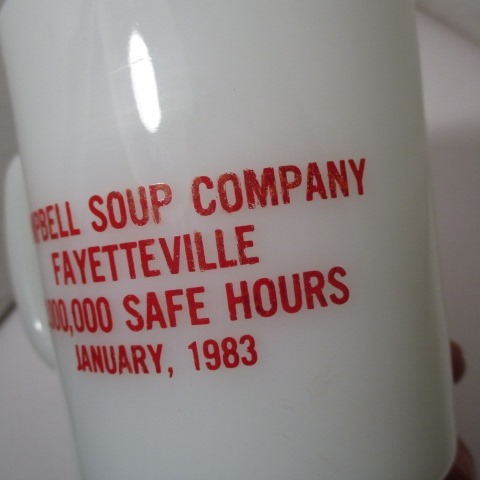 PBELL SOUP COMPANY
FAYETTEVILLE
000,000 SAFE HOURS
JANUARY, 1983